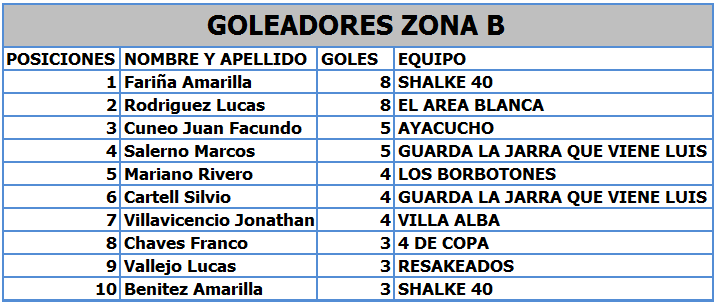 GOLEADORES ZONA B
POSICIONES NOMBRE Y APELLIDO GOLES EQUIPO
1 Fariña Amarilla 8 SHALKE 40
2 Rodriguez Lucas 8 EL AREA BLANCA
3 Cuneo Juan Facundo 5 AYACUCHO
4 Salerno Marcos 5 GUARDA LA JARRA QUE VIENE LUIS
5 Mariano Rivero 4 LOS BORBOTONES
6 Cartell Silvio 4 GUARDA LA JARRA QUE VIENE LUIS
7 Villavicencio Jonathan 4 VILLA ALBA
8 Chaves Franco 3 4 DE COPA
9 Vallejo Lucas 3 RESAKEADOS
10 Benitez Amarilla 3 SHALKE 40